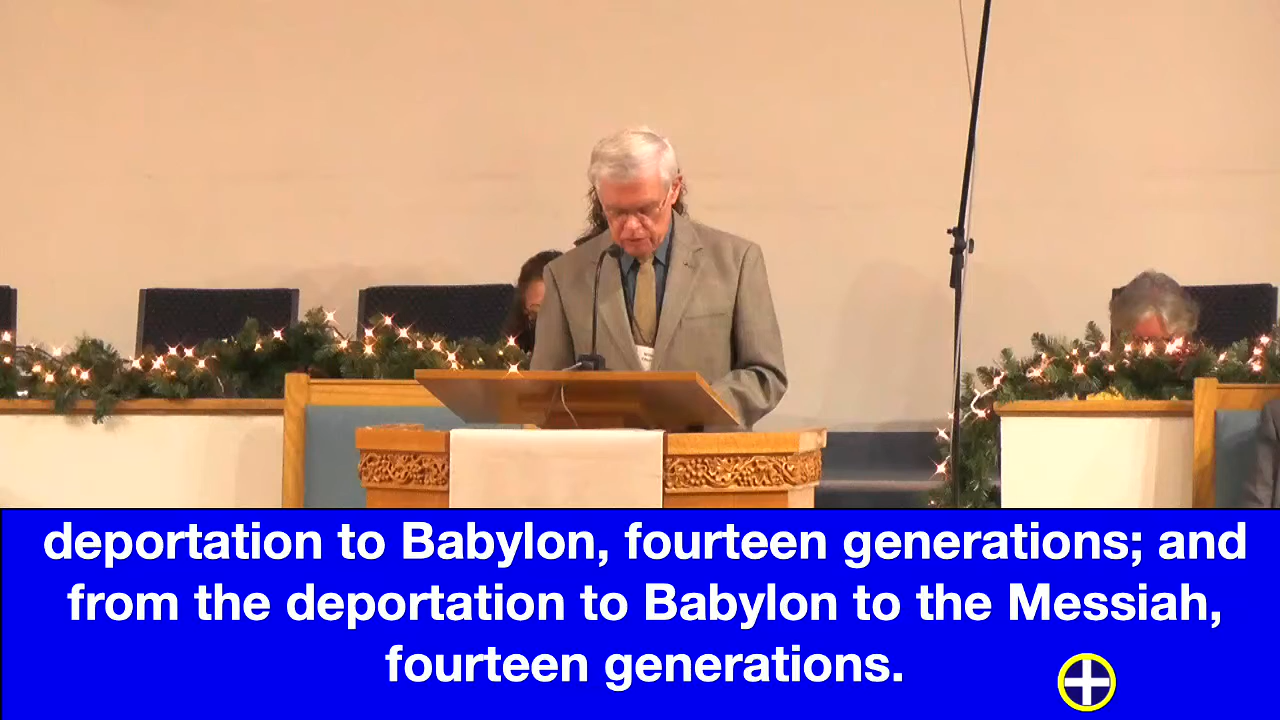 deportation to Babylon, fourteen generations; and
from the deportation to Babylon to the Messiah,
fourteen generations.